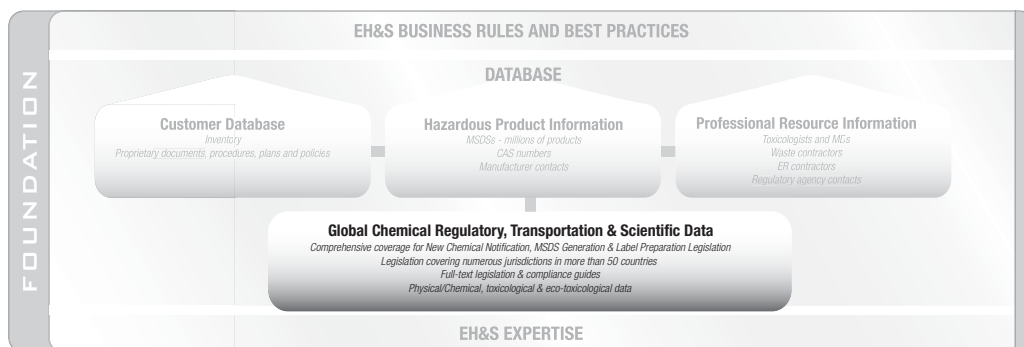 FOUNDATION
EH&S BUSINESS RULES AND BEST PRACTICES
DATABASE
Customer Database
Inventory
Proprietary documents, procedures, plans and policies
Hazardous Product Information
MSDSs - millions of products
CAS numbers
Manufacturer contacts
Professional Resource Information
Toxicologists and MDs
Waste contractors
ER contractors
Regulatory agency contacts
Global Chemical Regulatory, Transportation & Scientific Data
Comprehensive coverage for New Chemical Notification, MSDS Generation & Label Preparation Legislation
Legislation covering numerous jurisdictions in more than 50 countries
Full-text legislation & compliance guides
Physical/Chemical, toxicological & eco-toxicological data
EH&S EXPERTISE